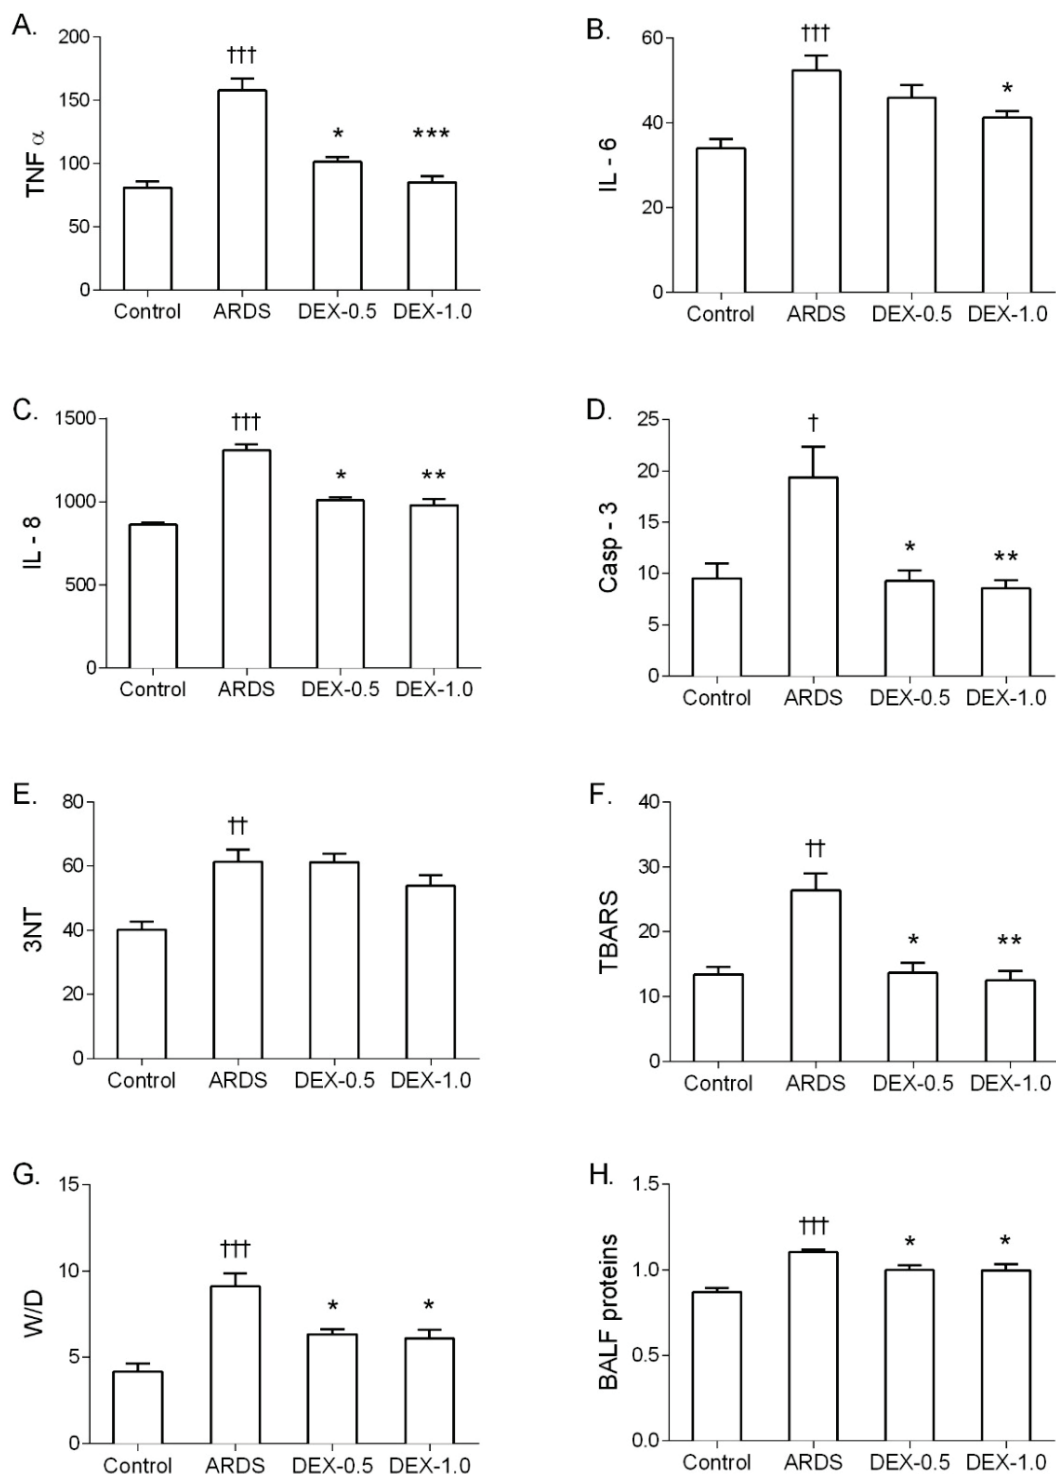 A.
TNF α
200
150
100
50
0
†††
*
***
Control ARDS DEX-0.5 DEX-1.0
B.
IL - 6
60
40
20
0
†††
*
Control ARDS DEX-0.5 DEX-1.0
C.
IL - 8
1500
1000
500
0
†††
*
**
Control ARDS DEX-0.5 DEX-1.0
D.
Casp - 3
25
20
15
10
5
0
†
*
**
Control ARDS DEX-0.5 DEX-1.0
E.
3NT
80
60
40
20
0
††
Control ARDS DEX-0.5 DEX-1.0
F.
TBARS
40
30
20
10
0
††
*
**
Control ARDS DEX-0.5 DEX-1.0
G.
W/D
15
10
5
0
†††
*
*
Control ARDS DEX-0.5 DEX-1.0
H.
BALF proteins
1.5
1.0
0.5
0.0
†††
*
*
Control ARDS DEX-0.5 DEX-1.0